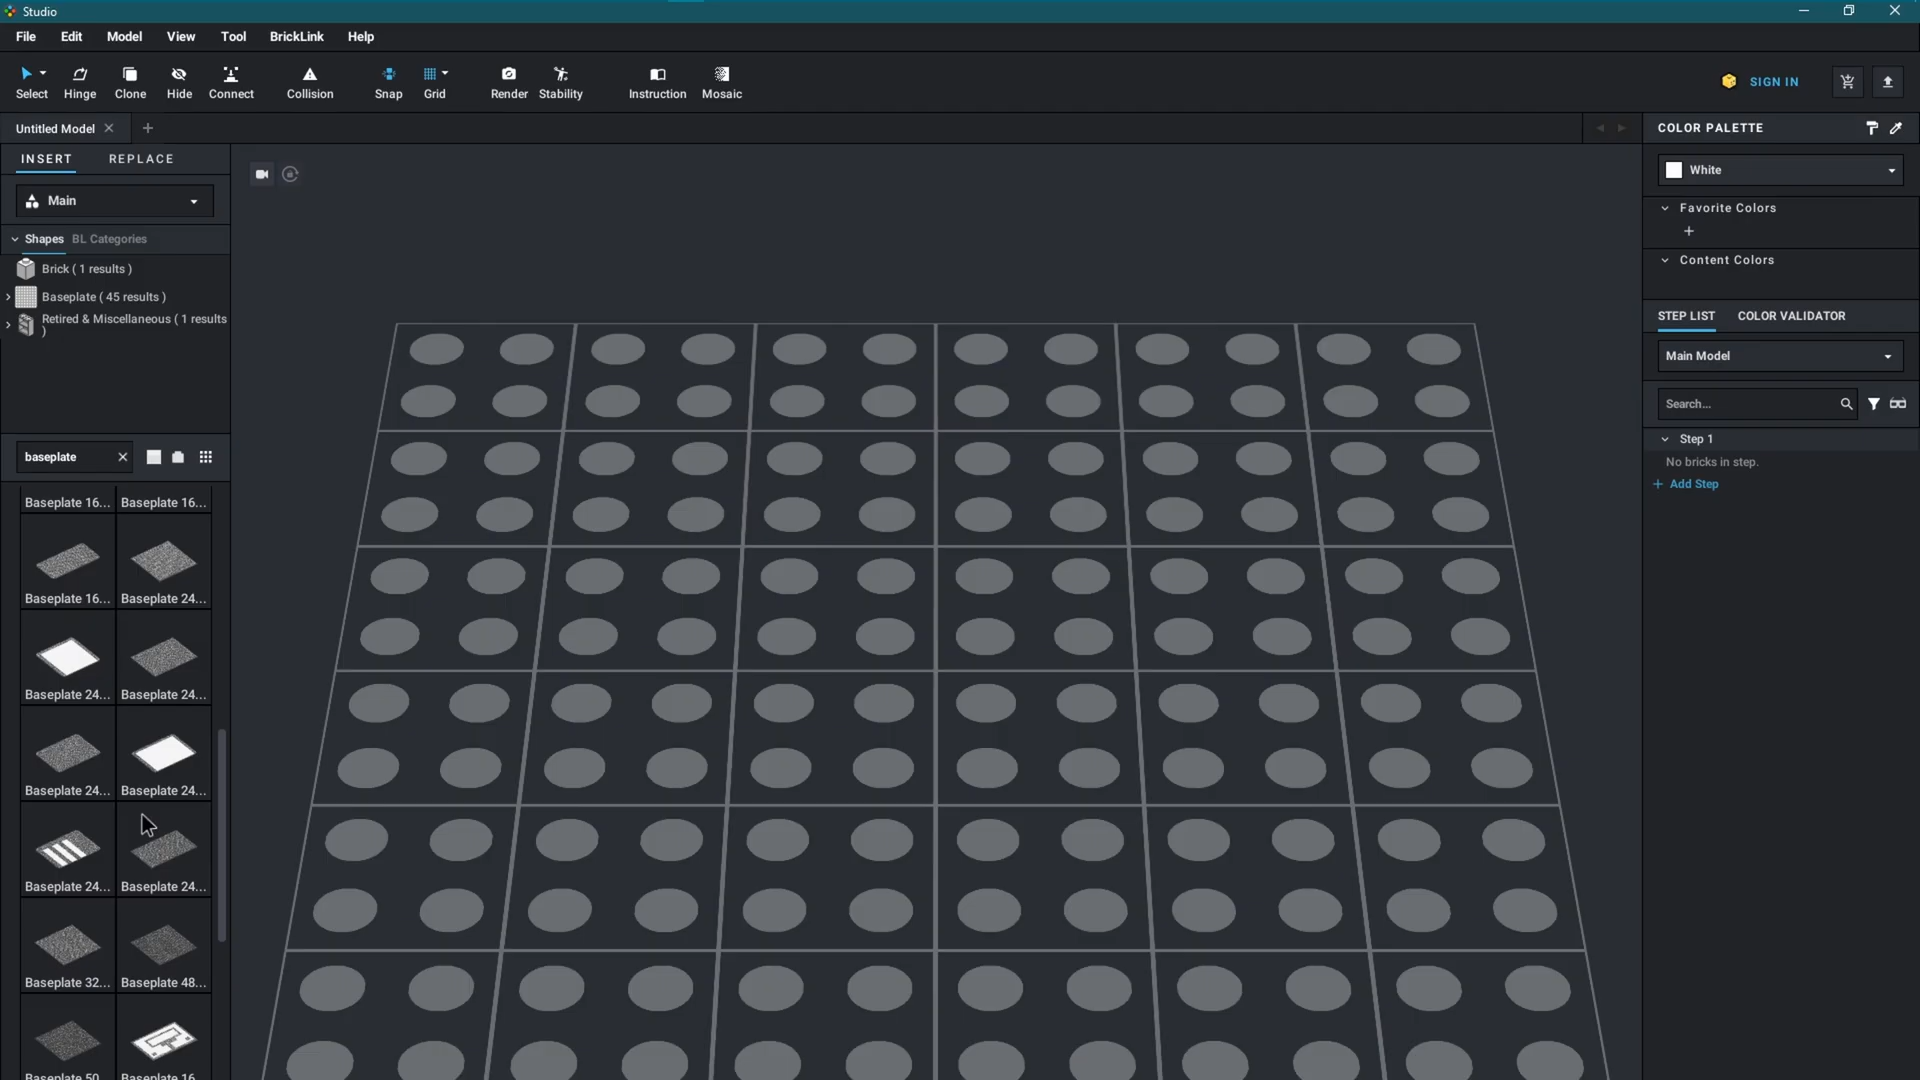 Studio
File Edit Model View Tool BrickLink Help
Select Hinge Clone Hide Connect Collision Snap Grid Render Stability Instruction Mosaic
SIGN IN
Untitled Model
COLOR PALETTE
INSERT REPLACE
White
Main
Favorite Colors
Shapes BL Categories
Content Colors
Brick ( 1 results )
Baseplate ( 45 results )
Retired & Miscellaneous ( 1 results
)
STEP LIST COLOR VALIDATOR
Main Model
Search...
Step 1
No bricks in step.
Add Step
baseplate
Baseplate 16... Baseplate 16...
Baseplate 16... Baseplate 24...
Baseplate 24... Baseplate 24...
Baseplate 24... Baseplate 24...
Baseplate 24... Baseplate 24...
Baseplate 32... Baseplate 48...
Baseplate 50... Baseplate 16...